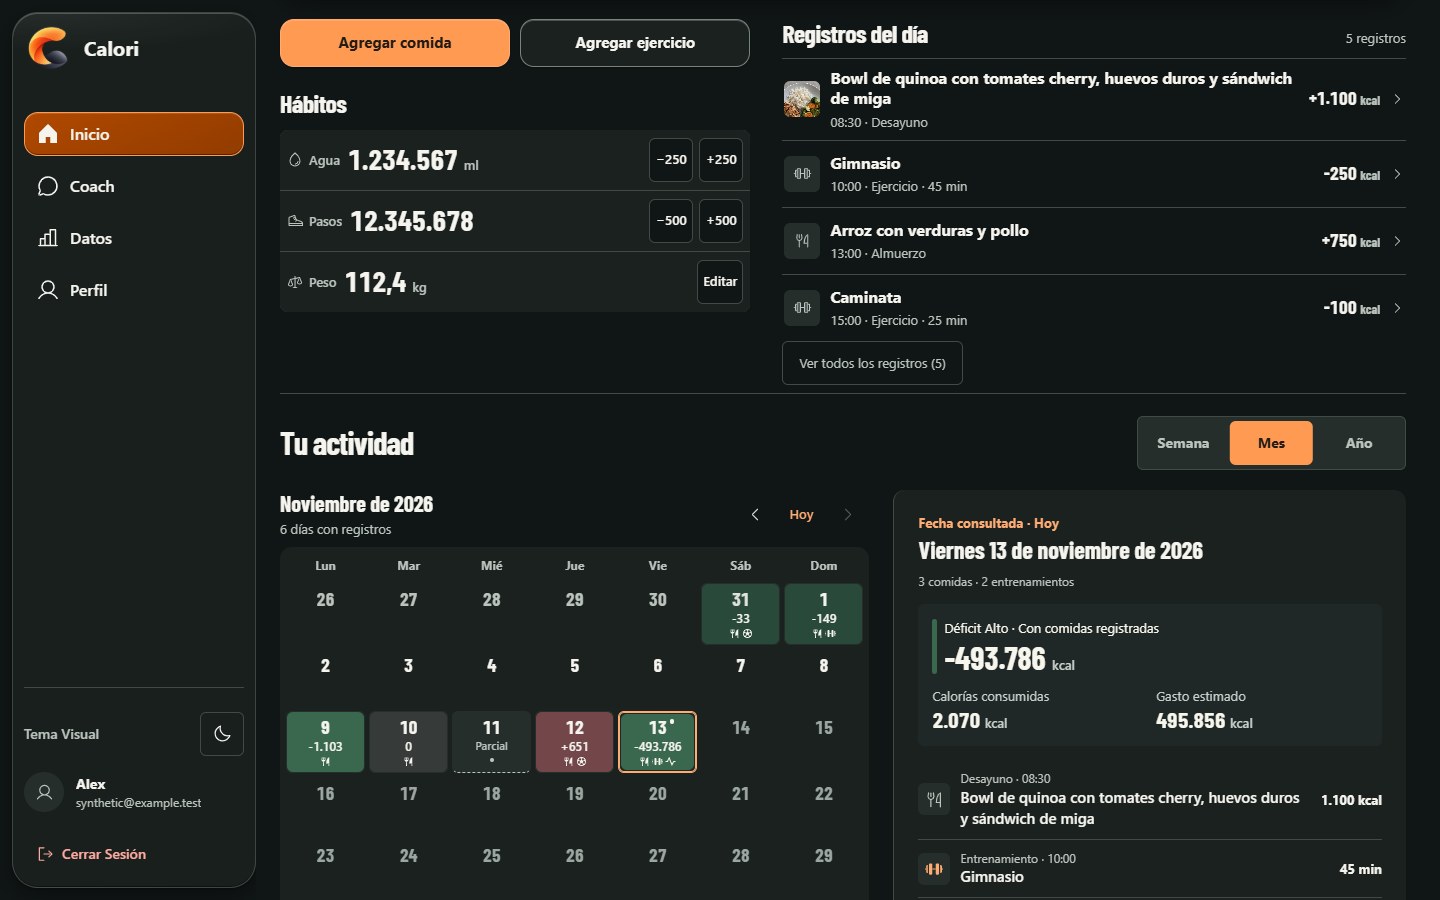 Calori
Inicio
Coach
Datos
Perfil
Tema Visual
Alex
synthetic@example.test
Cerrar Sesión
Agregar comida
Agregar ejercicio
Hábitos
Agua 1.234.567 ml
−250
+250
Pasos 12.345.678
−500
+500
Peso 112,4 kg
Editar
Registros del día
5 registros
Bowl de quinoa con tomates cherry, huevos duros y sándwich
de miga
+1.100 kcal
08:30 · Desayuno
Gimnasio
-250 kcal
10:00 · Ejercicio · 45 min
Arroz con verduras y pollo
+750 kcal
13:00 · Almuerzo
Caminata
-100 kcal
15:00 · Ejercicio · 25 min
Ver todos los registros (5)
Tu actividad
Semana
Mes
Año
Noviembre de 2026
6 días con registros
Hoy
Lun Mar Mié Jue Vie Sáb Dom
26 27 28 29 30 31 1
-33 -149
2 3 4 5 6 7 8
9 10 11 12 13 14 15
-1.103 0 Parcial +651 -493.786
16 17 18 19 20 21 22
23 24 25 26 27 28 29
Fecha consultada · Hoy
Viernes 13 de noviembre de 2026
3 comidas · 2 entrenamientos
Déficit Alto · Con comidas registradas
-493.786 kcal
Calorías consumidas
Gasto estimado
2.070 kcal
495.856 kcal
Desayuno · 08:30
Bowl de quinoa con tomates cherry, huevos duros
y sándwich de miga
1.100 kcal
Entrenamiento · 10:00
Gimnasio
45 min